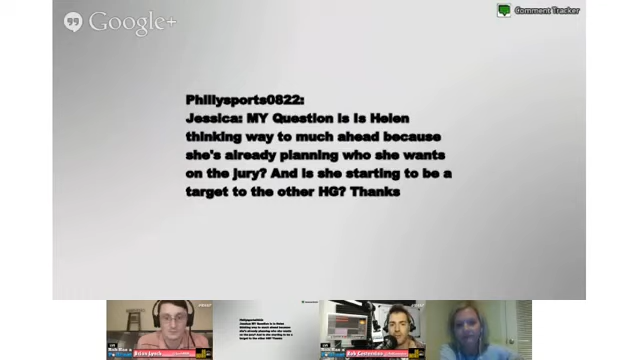 Google+
Comment Tracker
Phillysports0822:
Jessica: MY Question is is Helen
thinking way to much ahead because
she's already planning who she wants
on the jury? And is she starting to be a
target to the other HG? Thanks